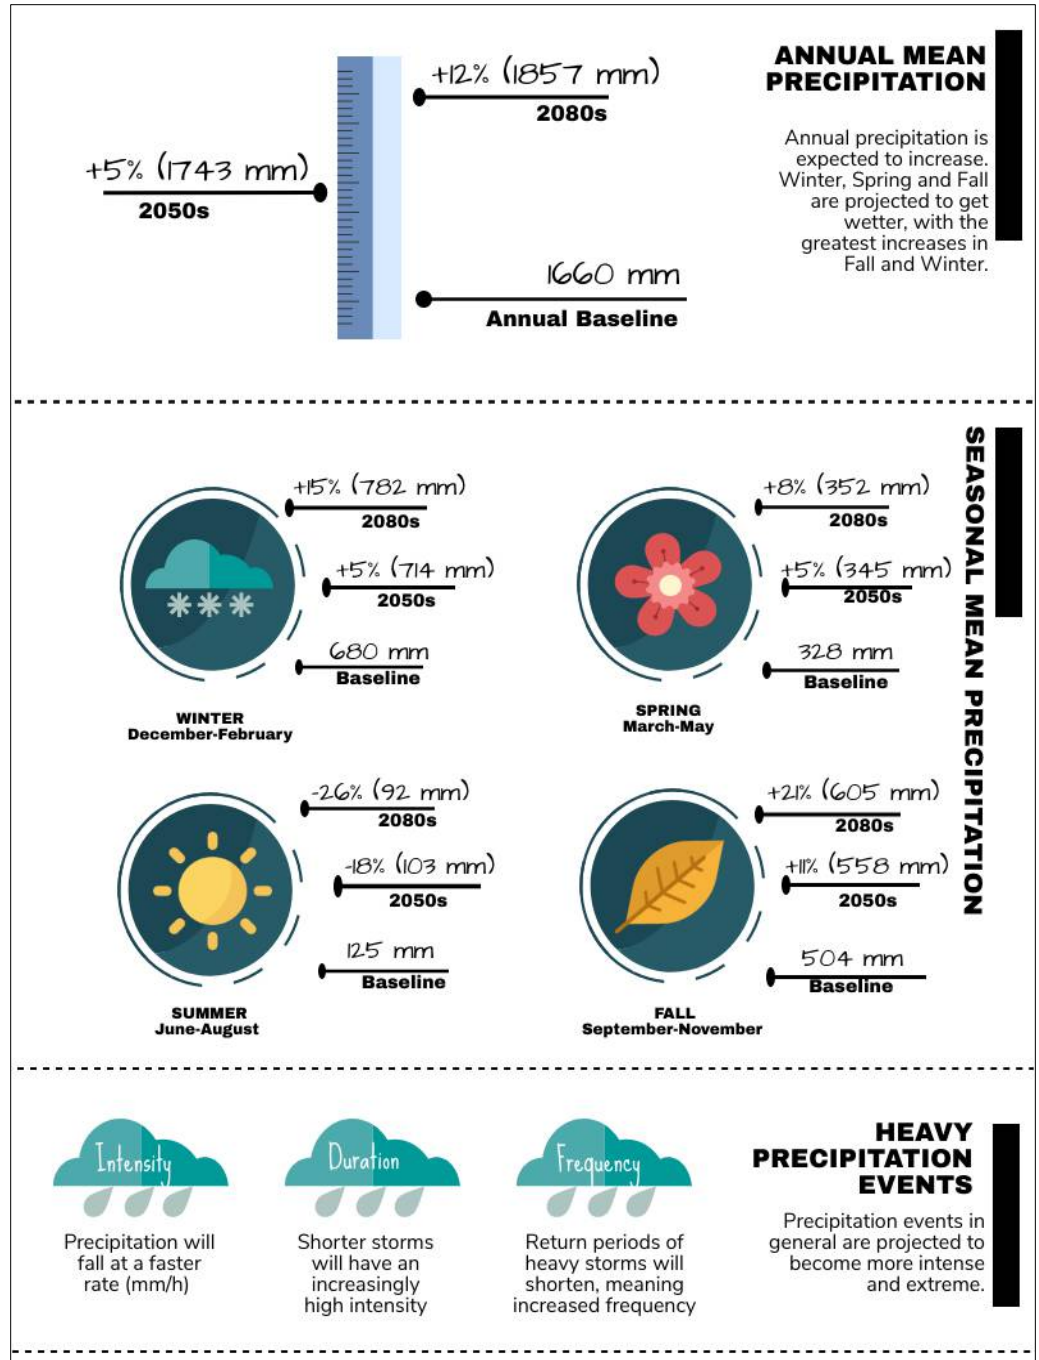 ANNUAL MEAN
PRECIPITATION
Annual precipitation is
expected to increase.
Winter, Spring and Fall
are projected to get
wetter, with the
greatest increases in
Fall and Winter.
+12% (1857 mm)
2080s
+5% (1743 mm)
2050s
1660 mm
Annual Baseline
SEASONAL MEAN PRECIPITATION
+15% (782 mm)
2080s
+5% (714 mm)
2050s
680 mm
Baseline
WINTER
December-February
+8% (352 mm)
2080s
+5% (345 mm)
2050s
328 mm
Baseline
SPRING
March-May
-26% (92 mm)
2080s
-18% (103 mm)
2050s
125 mm
Baseline
SUMMER
June-August
+21% (605 mm)
2080s
+11% (558 mm)
2050s
504 mm
Baseline
FALL
September-November
HEAVY
PRECIPITATION
EVENTS
Precipitation events in
general are projected to
become more intense
and extreme.
Intensity
Precipitation will
fall at a faster
rate (mm/h)
Duration
Shorter storms
will have an
increasingly
high intensity
Frequency
Return periods of
heavy storms will
shorten, meaning
increased frequency